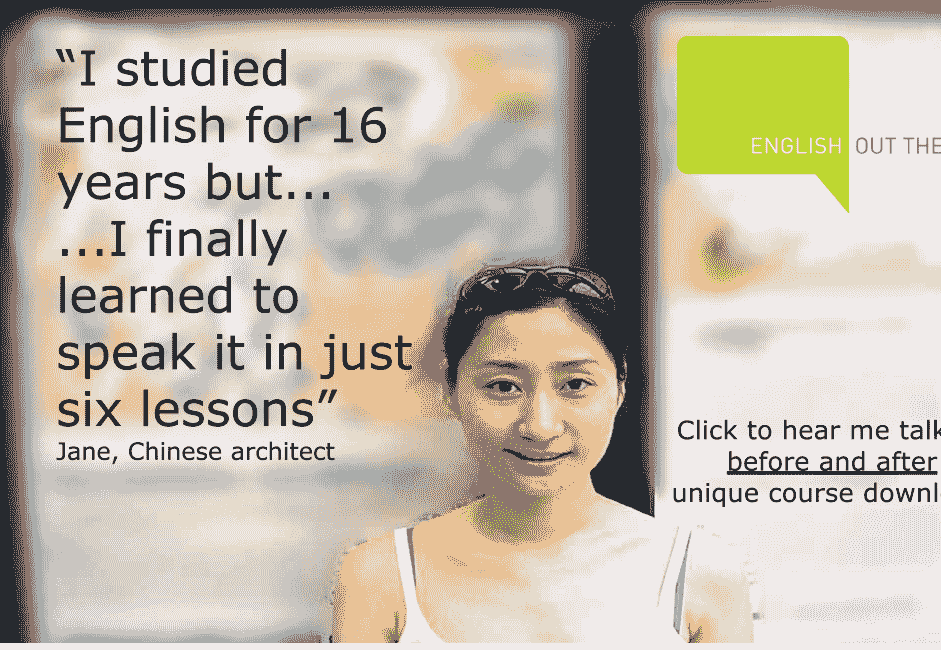 “I studied
English for 16
years but...
...I finally
learned to
speak it in just
six lessons”
Jane, Chinese architect
ENGLISH OUT THE
Click to hear me talk
before and after
unique course downl